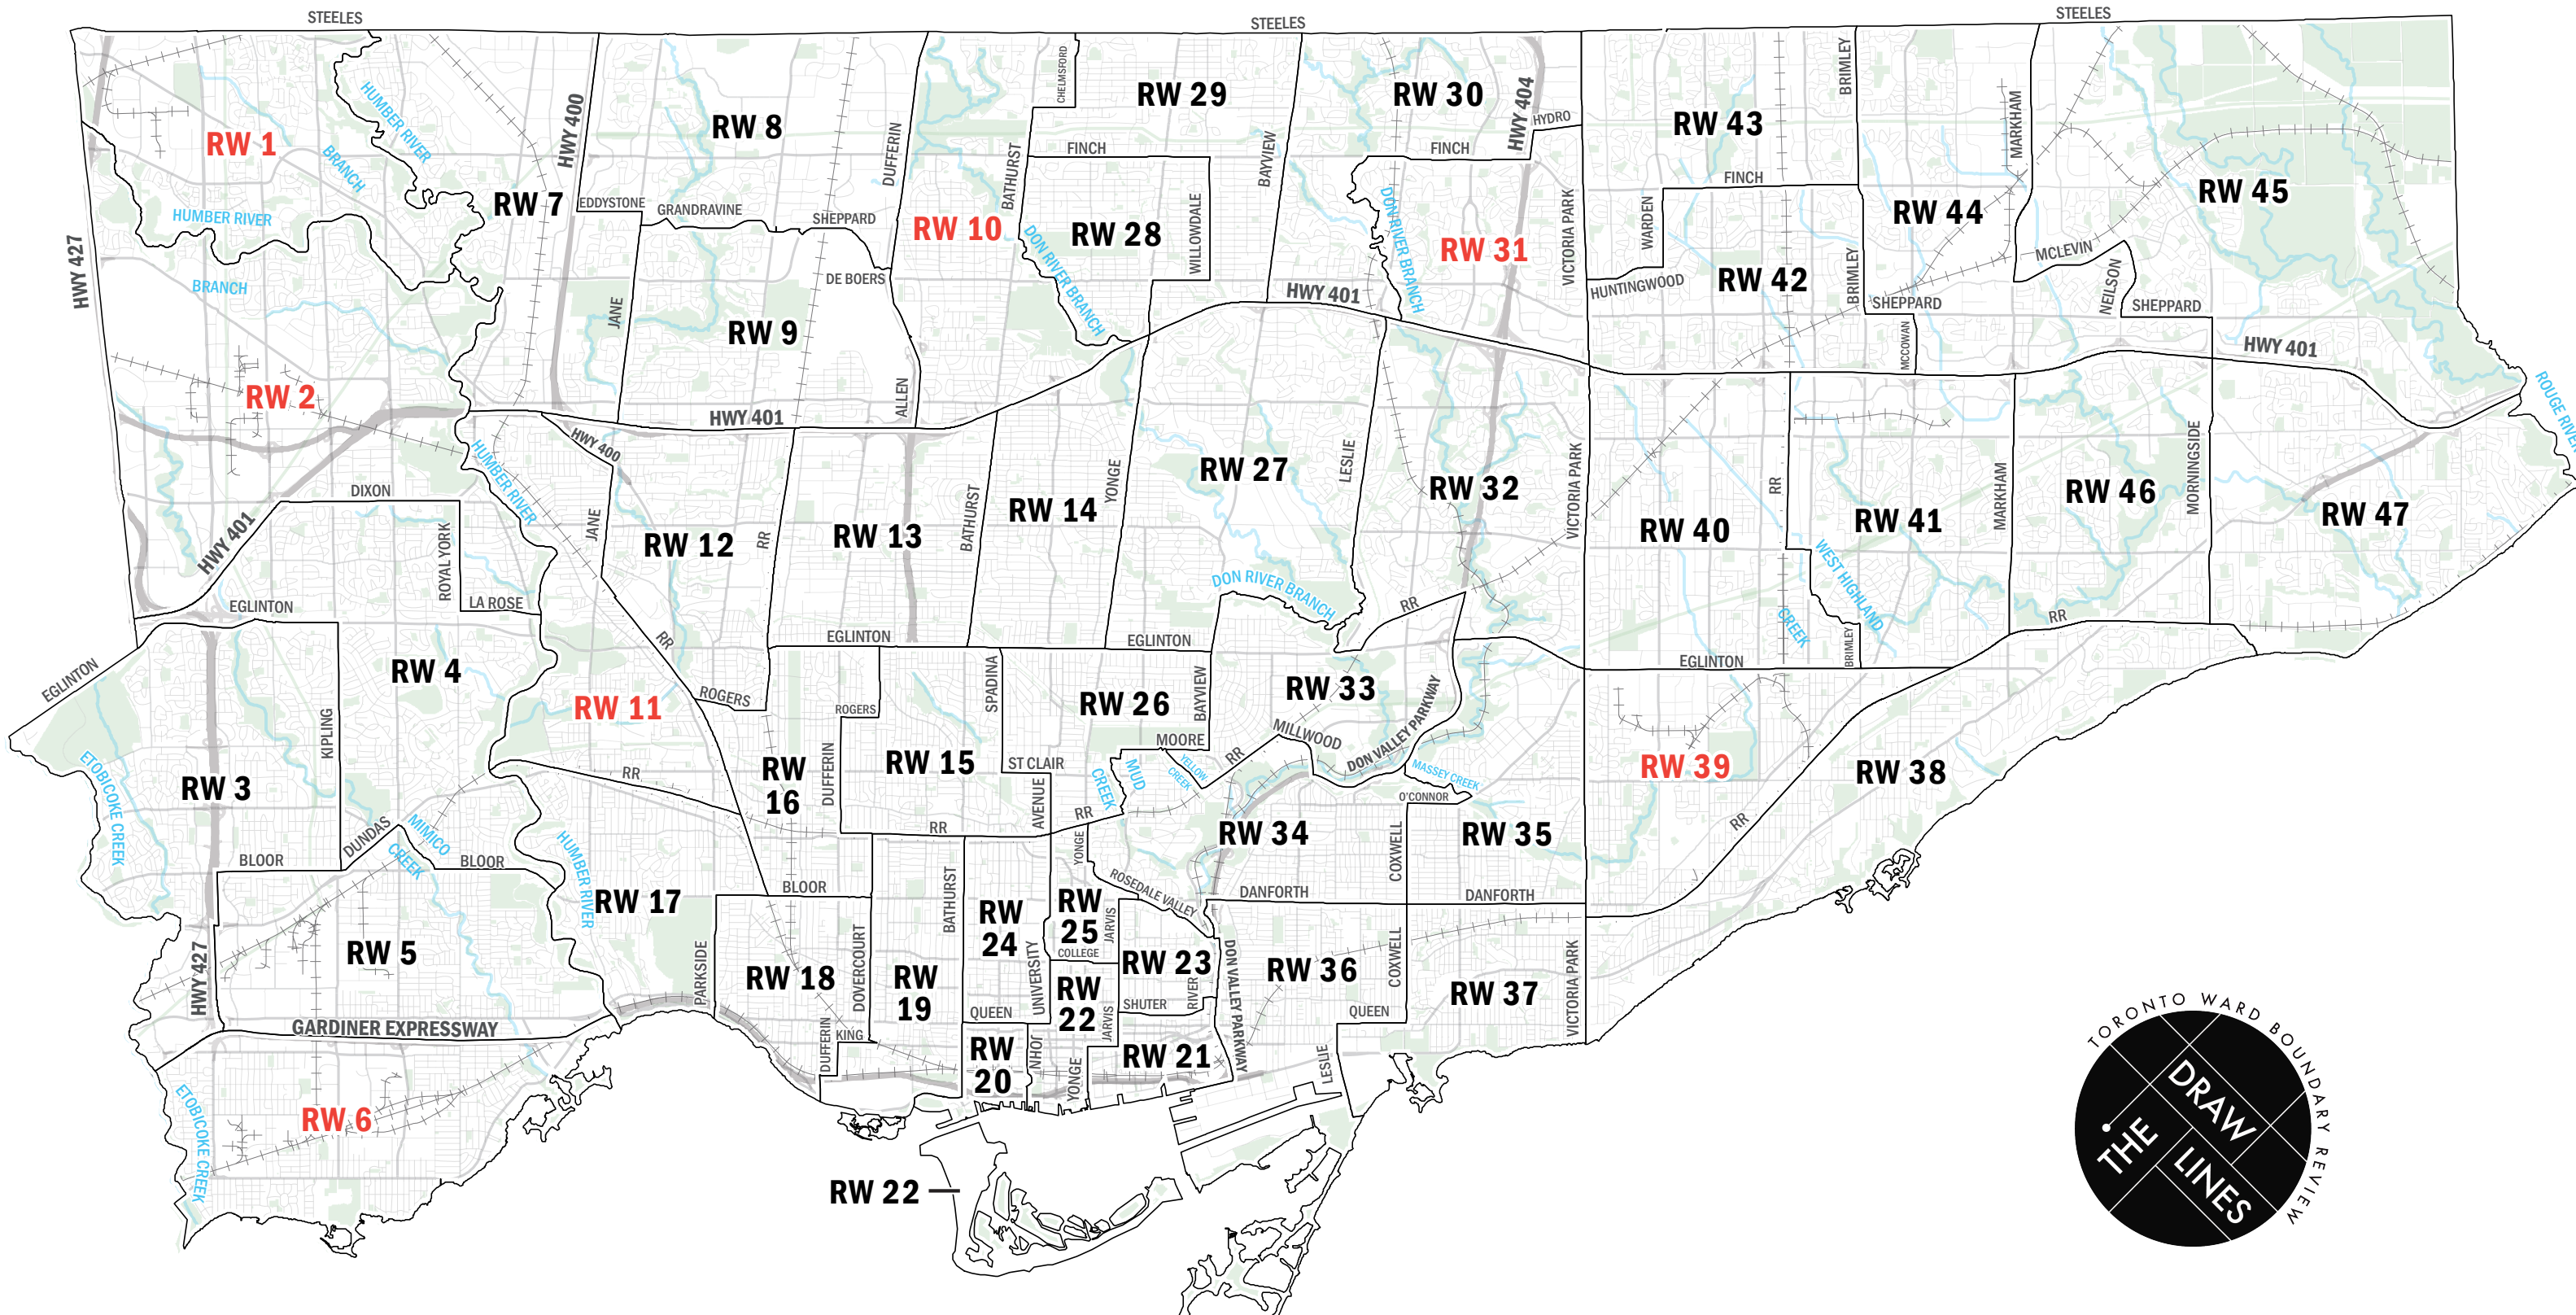 STEELES
STEELES
STEELES
HWY 427
RW 1
HUMBER RIVER
BRANCH
HUMBER RIVER
BRANCH
HWY 427
RW 2
RW 7
HWY 400
RW 8
DUFFERIN
EDDYSTONE
GRANDRAVINE
SHEPPARD
DE BOERS
JANE
RW 9
ALLEN
HWY 401
RW 10
BATHURST
CHELMSFORD
RW 29
FINCH
RW 28
WILLOWDALE
BAYVIEW
DON RIVER BRANCH
HWY 401
RW 30
HWY 404
HYDRO
FINCH
DON RIVER BRANCH
RW 31
VICTORIA PARK
RW 43
BRIMLEY
FINCH
WARDEN
HUNTINGWOOD
RW 42
BRIMLEY
RW 44
MARKHAM
SHEPPARD
MCCOWAN
MCLEVIN
NEILSON
SHEPPARD
RW 45
HWY 401
ROUGE RIVER
DIXON
HWY 401
ROYAL YORK
LA ROSE
EGLINTON
EGLINTON
HUMBER RIVER
HWY 400
JANE
RW 12
RR
RR
RW 13
BATHURST
RW 14
YONGE
RW 27
LESLIE
RW 32
VICTORIA PARK
DON RIVER BRANCH
RR
RW 40
RR
RW 41
WEST HIGHLAND
CREEK
BRIMLEY
MARKHAM
RW 46
MORNINGSIDE
RR
RW 47
EGLINTON
EGLINTON
EGLINTON
RW 3
KIPLING
RW 4
RW 11
ROGERS
ROGERS
RW
16
DUFFERIN
RW 15
SPADINA
ST CLAIR
AVENUE
RR
RR
RR
RW 26
BAYVIEW
MOORE
MUD
CREEK
YELLOW
CREEK
RR
RW 33
MILLWOOD
DON VALLEY PARKWAY
MASSEY CREEK
O'CONNOR
RW 34
COXWELL
RW 35
RW 39
RW 38
RR
ETOBICOKE CREEK
BLOOR
DUNDAS
MIMICO
CREEK
BLOOR
HUMBER RIVER
RW 17
BLOOR
PARKSIDE
RW 18
DOVERCOURT
DUFFERIN
KING
RW
19
BATHURST
RW
24
UNIVERSITY
QUEEN
RW
20
JOHN
YONGE
RW
25
JARVIS
COLLEGE
RW
22
JARVIS
YONGE
ROSEDALE VALLEY
RW 23
SHUTER
RIVER
RW 21
DON VALLEY PARKWAY
DANFORTH
DANFORTH
RW 36
COXWELL
QUEEN
LESLIE
RW 37
VICTORIA PARK
HWY 427
RW 5
GARDINER EXPRESSWAY
RW 6
ETOBICOKE CREEK
RW 22
TORONTO WARD BOUNDARY REVIEW
DRAW
THE
LINES